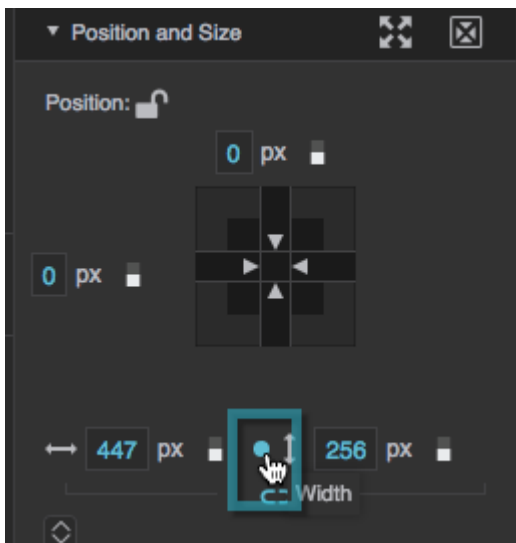 Position and Size
Position:
0 px
0 px
447 px 256 px
Width